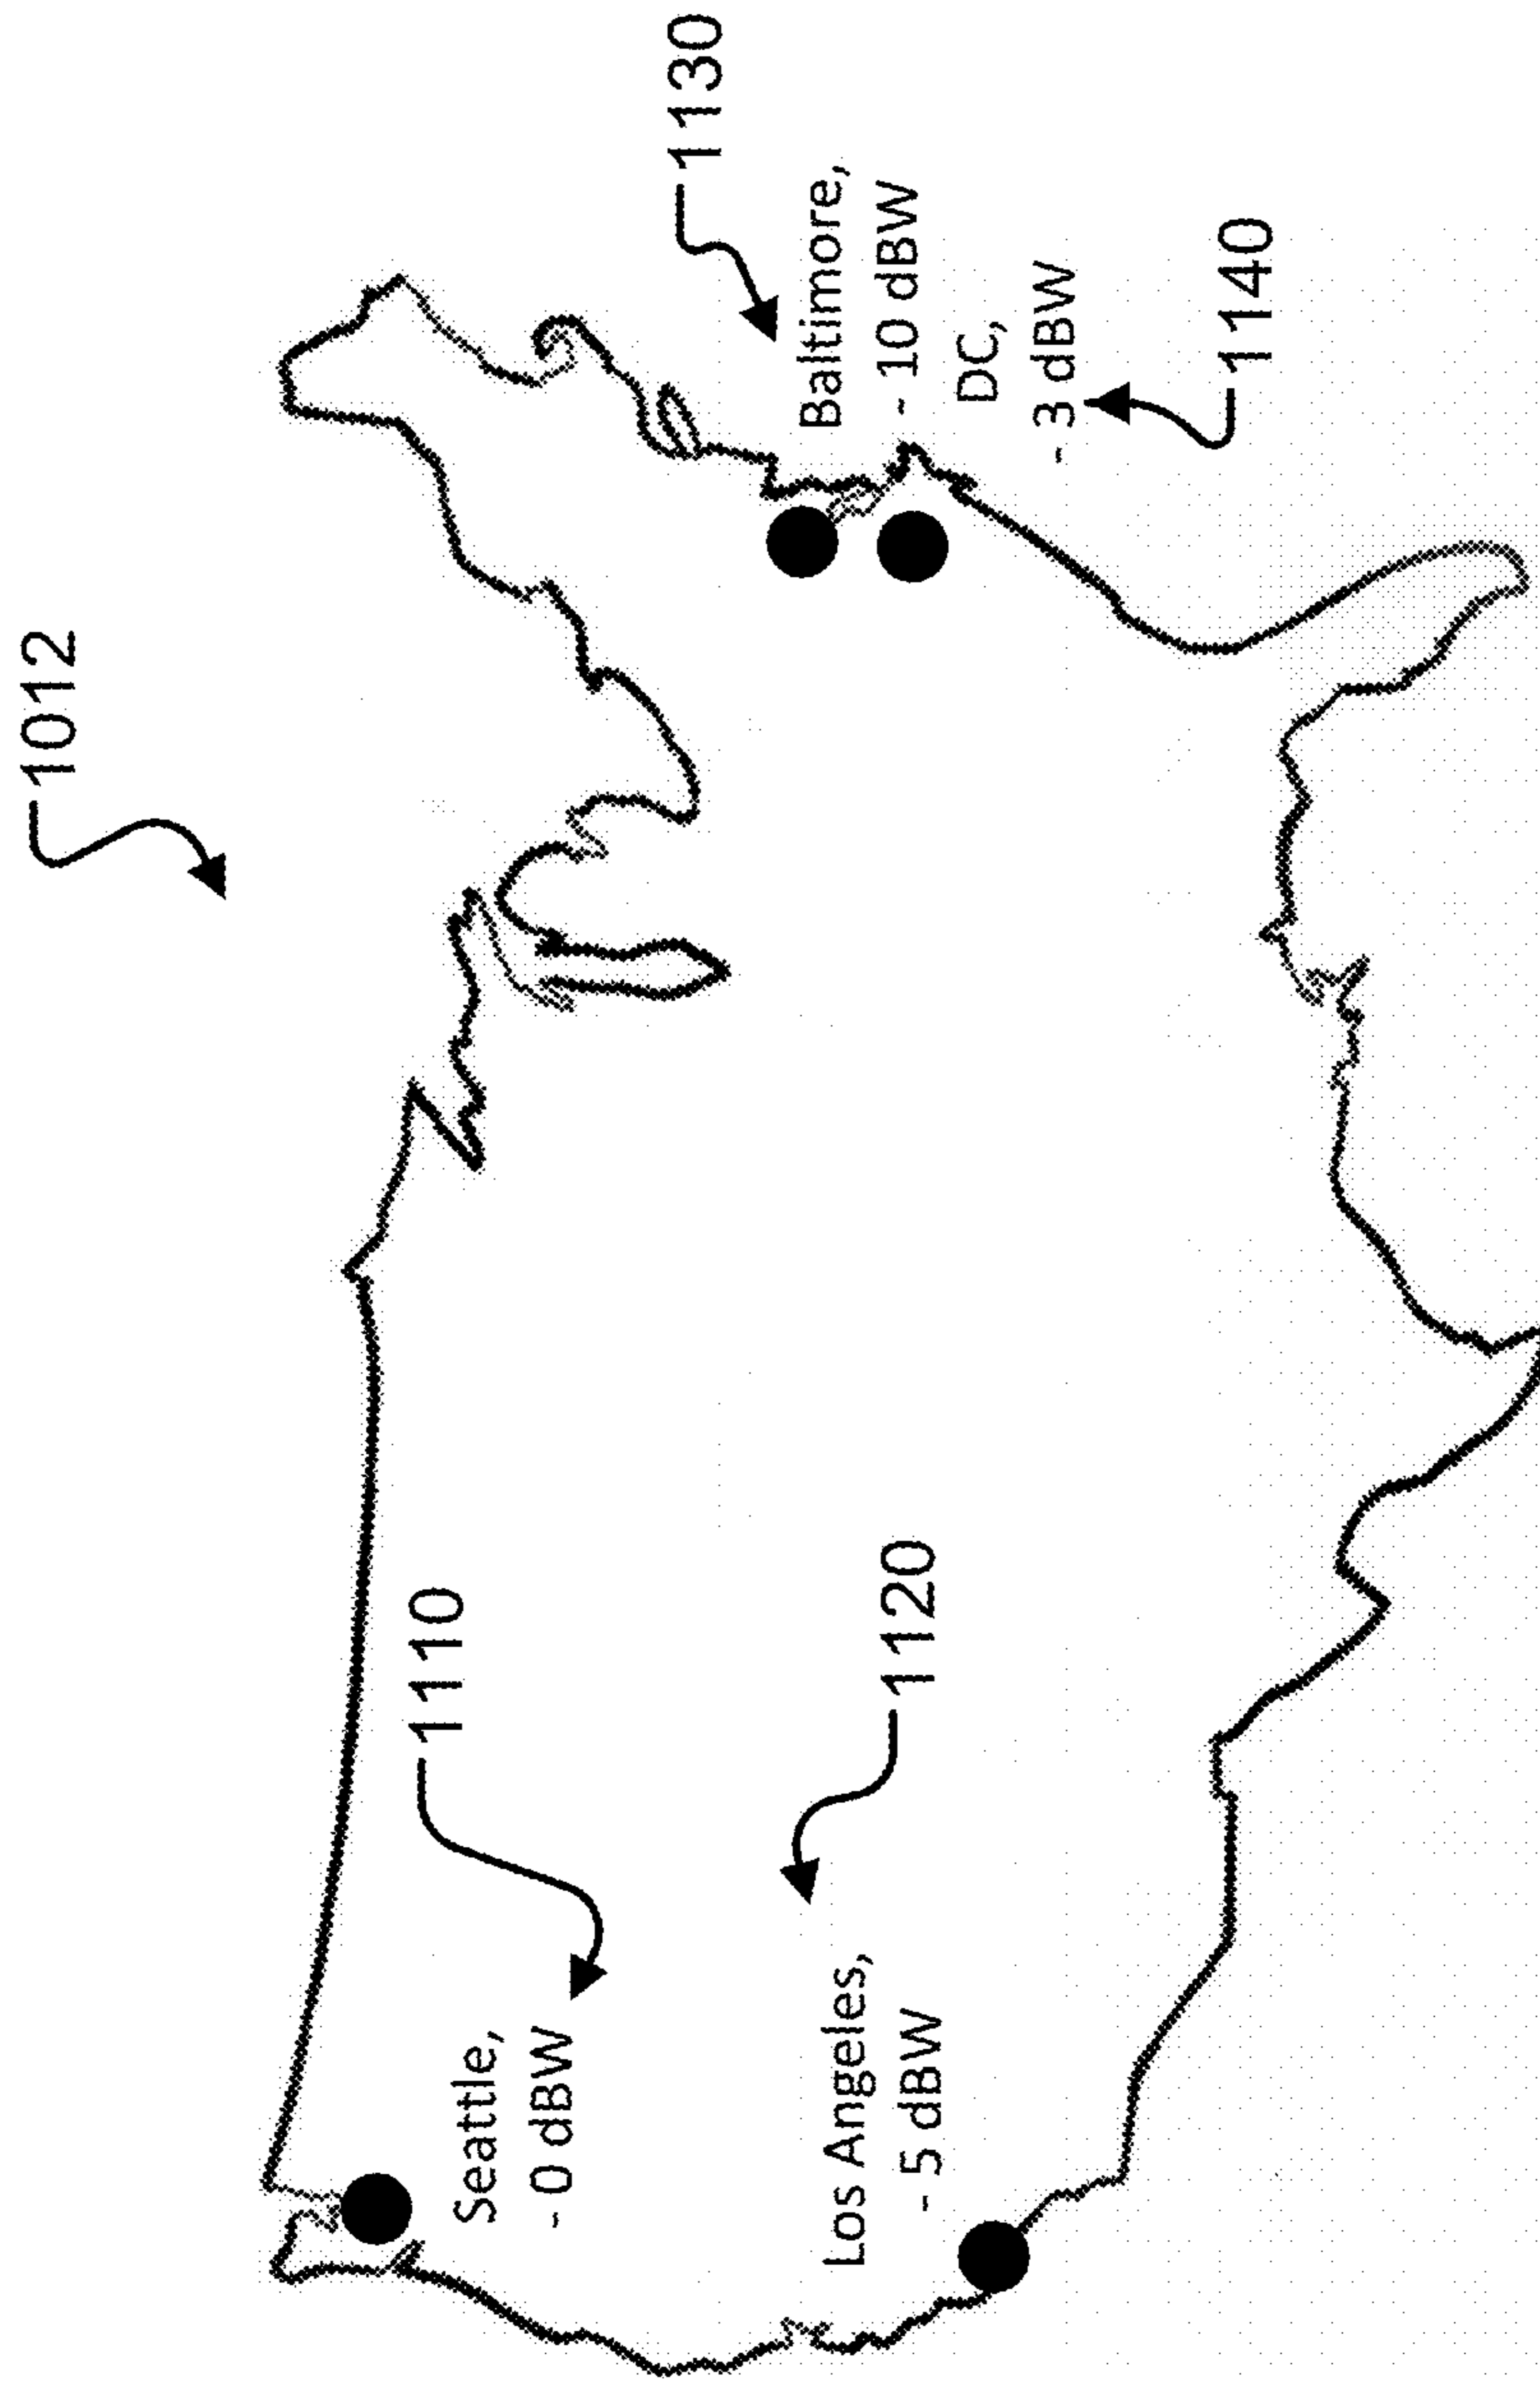 1012
1110
Seattle,
- 0 dBW
1120
Los Angeles,
- 5 dBW
1130
Baltimore,
- 10 dBW
DC,
- 3 dBW
1140